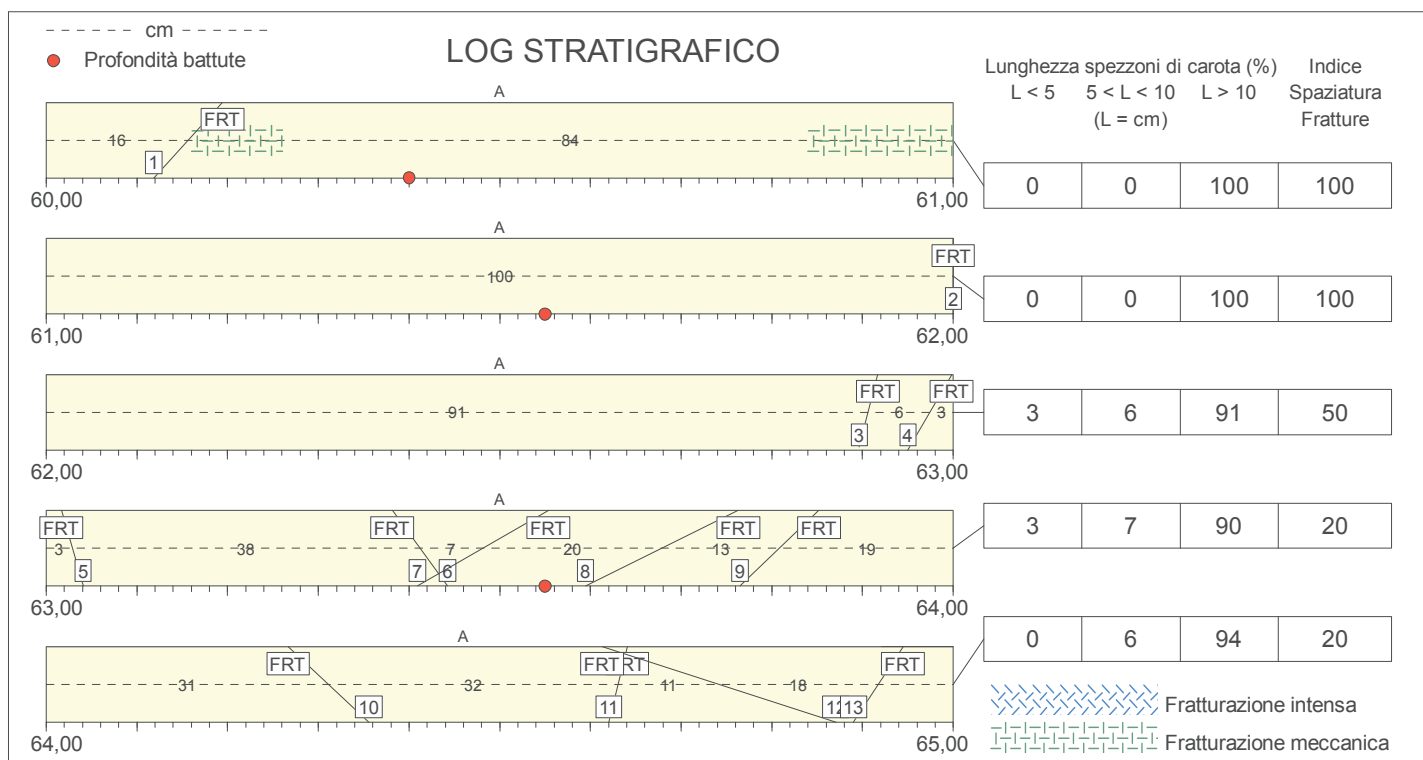 cm
Profondità battute
LOG STRATIGRAFICO
Lunghezza spezzoni di carota (%)
L < 5 5 < L < 10 L > 10
(L = cm)
Indice
Spaziatura
Fratture
A
FRT
16 84
1
60,00 61,00
0 0 100 100
A
FRT
100
2
61,00 62,00
0 0 100 100
A
FRT FRT
91 6 3
3 4
62,00 63,00
3 6 91 50
A
FRT FRT FRT FRT FRT
3 38 7 20 13 19
5 7 6 8 9
63,00 64,00
3 7 90 20
A
FRT FRT RT FRT
31 32 11 18
10 11 12 13
64,00 65,00
0 6 94 20
Fratturazione intensa
Fratturazione meccanica